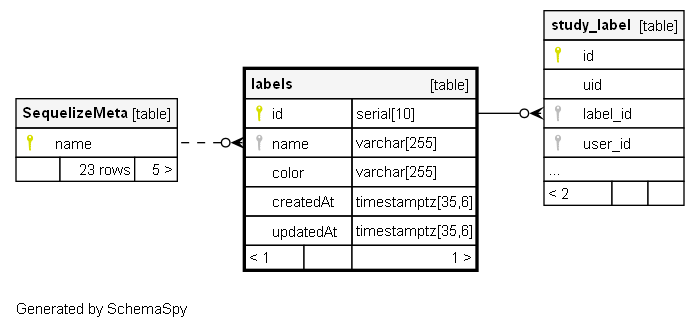 study_label [table]
id
uid
label_id
user_id
...
< 2
labels [table]
id serial[10]
name varchar[255]
color varchar[255]
createdAt timestamptz[35,6]
updatedAt timestamptz[35,6]
< 1 1 >
SequelizeMeta [table]
name
23 rows 5 >
Generated by SchemaSpy